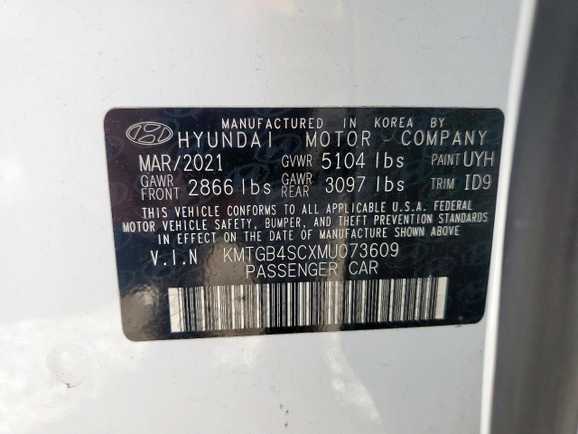 MANUFACTURED IN KOREA BY
HYUNDAI MOTOR COMPANY
MAR/2021 GVWR 5104 lbs PAINT UYH
GAWR FRONT 2866 lbs GAWR REAR 3097 lbs TRIM ID9
THIS VEHICLE CONFORMS TO ALL APPLICABLE U.S.A. FEDERAL
MOTOR VEHICLE SAFETY, BUMPER, AND THEFT PREVENTION STANDARDS
IN EFFECT ON THE DATE OF MANUFACTURE SHOWN ABOVE.
V.I.N KMTGB4SCXMU073609
PASSENGER CAR